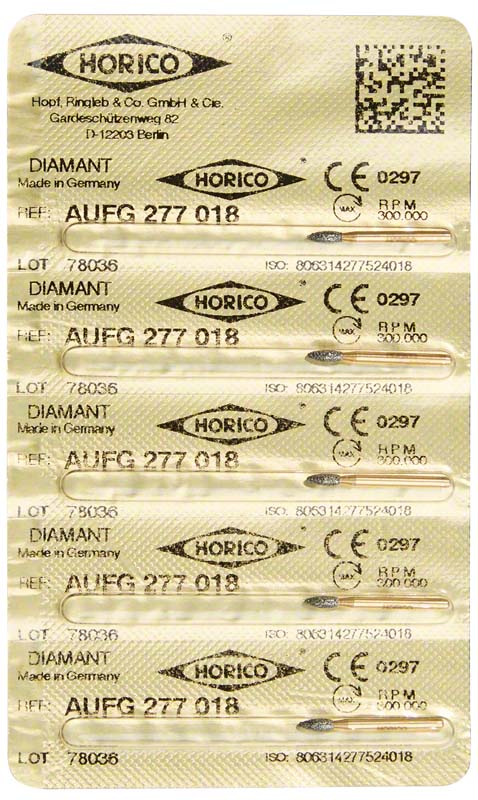 HORICO ®
Hopf, Ringleb & Co. GmbH & Cie.
Gardeschützenweg 82
D-12203 Berlin
DIAMANT
Made in Germany
HORICO ®
CE 0297
REF: AUFG 277 018
MAX
RPM
300.000
LOT 78036
ISO: 806314277524018
DIAMANT
Made in Germany
HORICO ®
CE 0297
REF: AUFG 277 018
MAX
RPM
300.000
LOT 78036
ISO: 806314277524018
DIAMANT
Made in Germany
HORICO ®
CE 0297
REF: AUFG 277 018
MAX
RPM
300.000
LOT 78036
ISO: 806314277524018
DIAMANT
Made in Germany
HORICO ®
CE 0297
REF: AUFG 277 018
MAX
RPM
300.000
LOT 78036
ISO: 806314277524018
DIAMANT
Made in Germany
HORICO ®
CE 0297
REF: AUFG 277 018
MAX
RPM
300.000
LOT 78036
ISO: 806314277524018